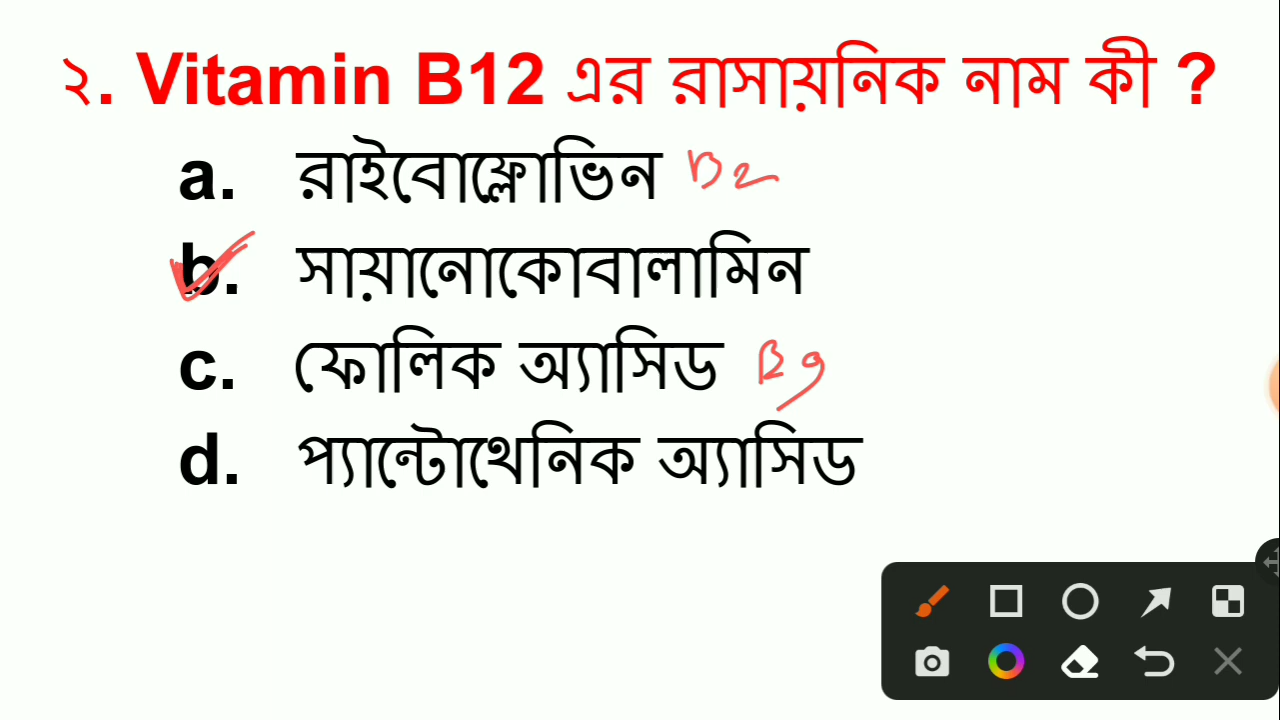 ২. Vitamin B12 এর রাসায়নিক নাম কী ?
a. রাইবোফ্লোভিন B2
b. সায়ানোকোবালামিন
c. ফোলিক অ্যাসিড B9
d. প্যান্টোথেনিক অ্যাসিড